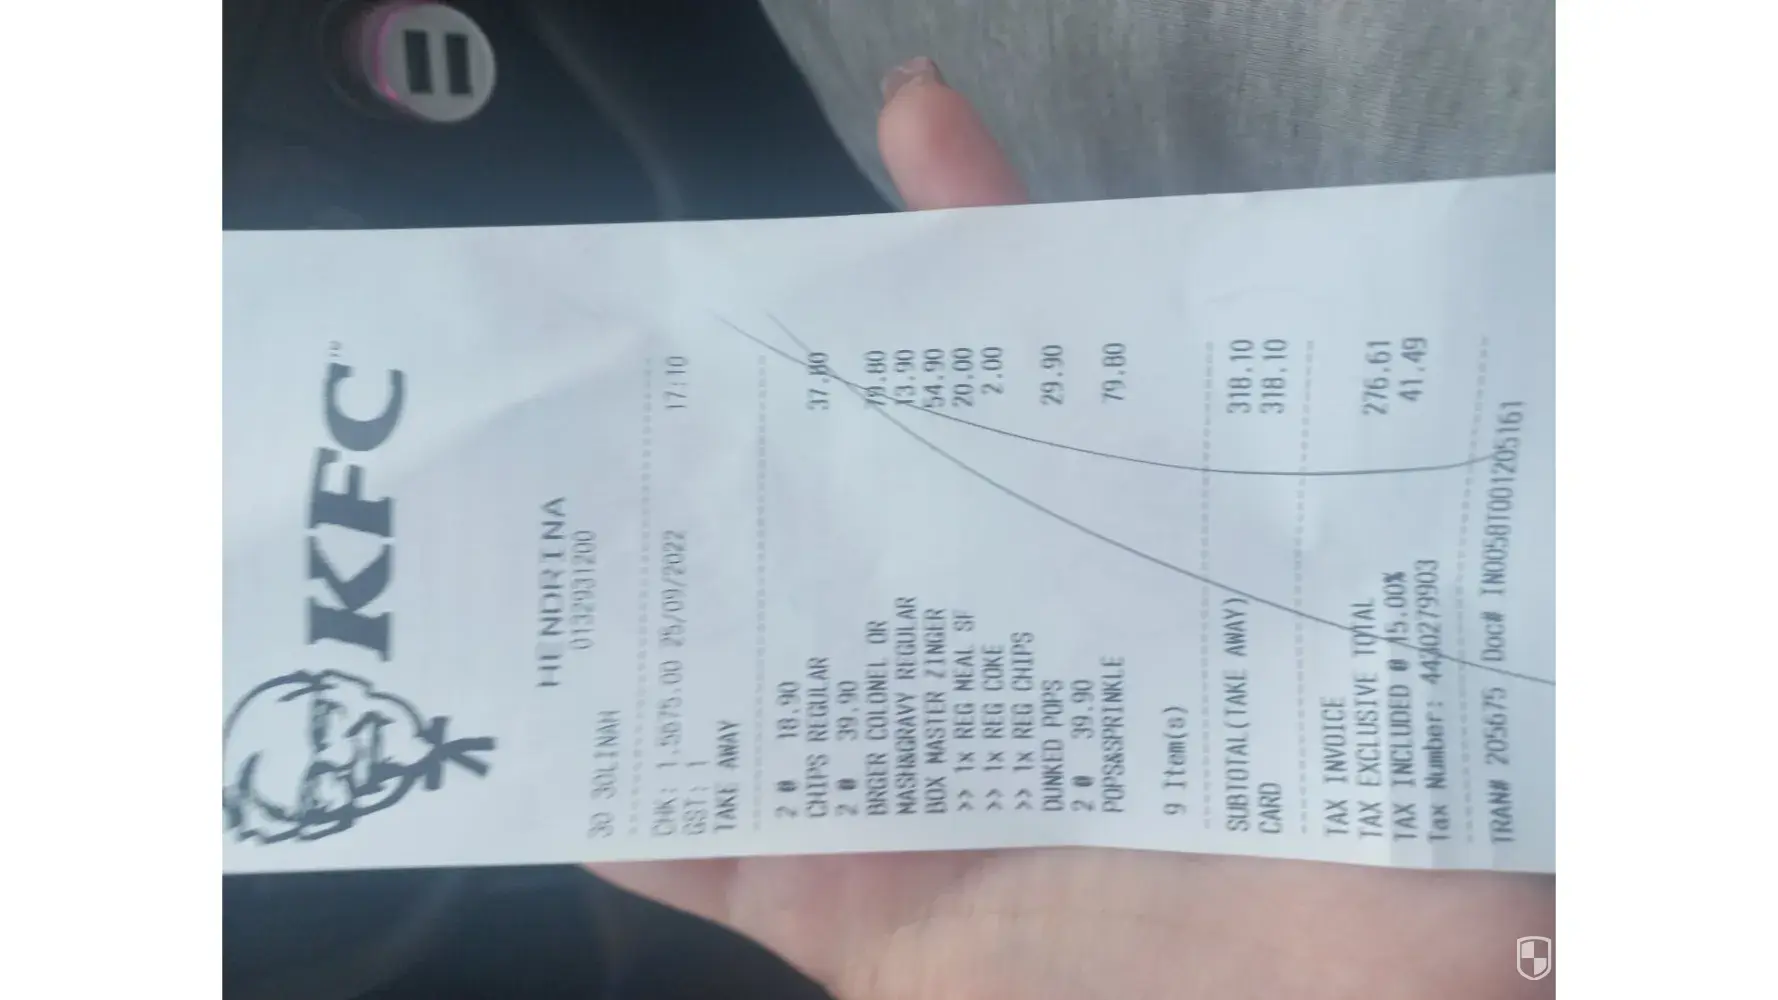 KFC™
HENDRINA
0132931200
30 30LINAH
17:10
CHK: 1.5675.00 25/09/2022
GST: 1
TAKE AWAY
2 @ 18.90
CHIPS REGULAR 37.80
2 @ 39.90
BRGER COLONEL OR 79.80
MASH&GRAVY REGULAR 13.90
BOX MASTER ZINGER 54.90
>> 1x REG MEAL SF 20.00
>> 1x REG COKE 2.00
>> 1x REG CHIPS
DUNKED POPS 29.90
2 @ 39.90
POPS&SPRINKLE 79.80
9 Item(s)
SUBTOTAL(TAKE AWAY) 318.10
CARD 318.10
TAX INVOICE
TAX EXCLUSIVE TOTAL 276.61
TAX INCLUDED @ 15.00% 41.49
Tax Number: 4430279903
TRAN# 205675 Doc# IN0058T001205161